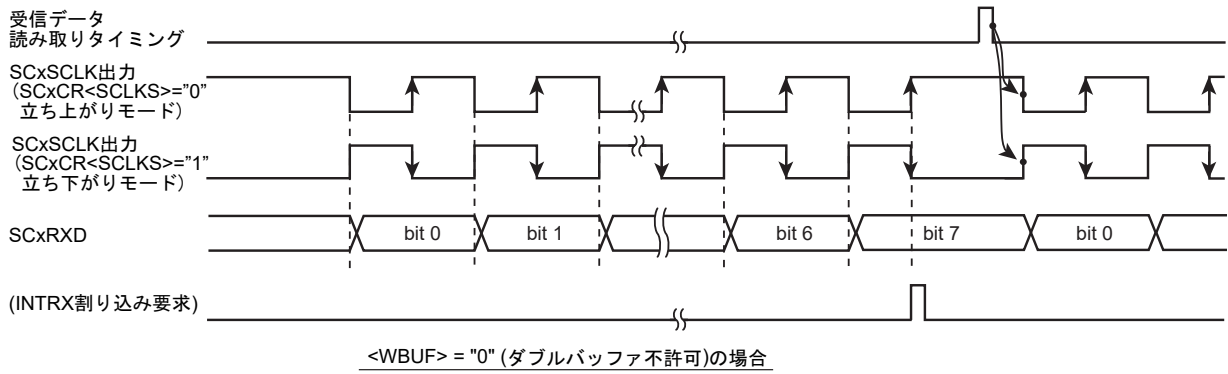 受信データ
読み取りタイミング
SCxSCLK出力
(SCxCR<SCLKS>="0"
立ち上がりモード)
SCxSCLK出力
(SCxCR<SCLKS>="1"
立ち下がりモード)
SCxRXD
bit 0
bit 1
bit 6
bit 7
bit 0
(INTRX割り込み要求)
<WBUF> = "0" (ダブルバッファ不許可)の場合